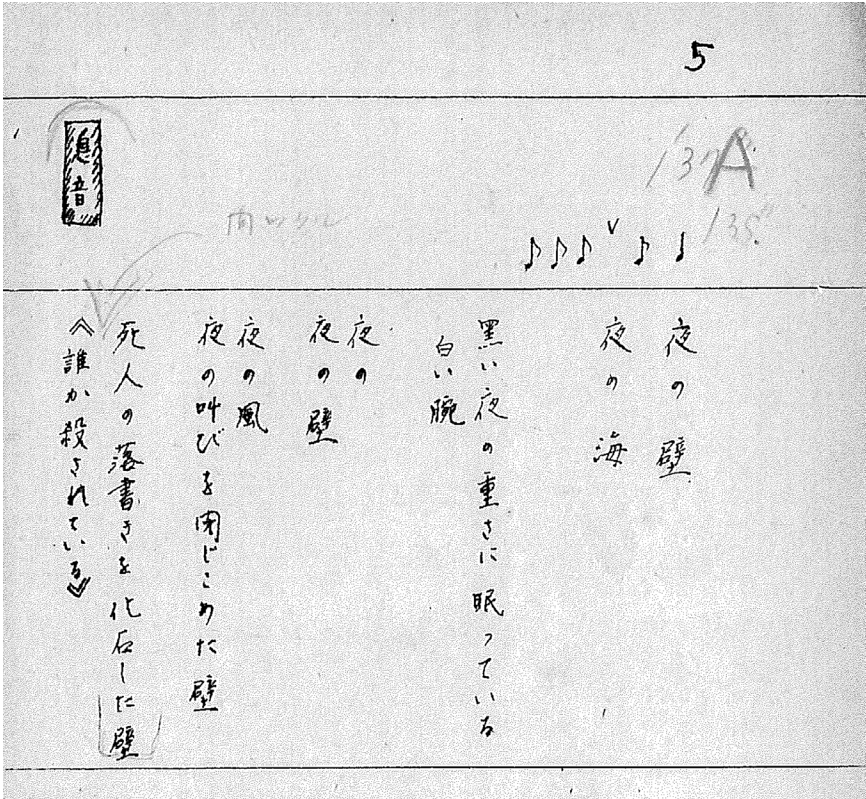 5
A
135"
夜の壁
夜の海
黒い夜の重さに眠っている
白い腕
夜の
夜の壁
夜の風
夜の叫びを閉じこめた壁
死人の落書きを化石した壁
息音
《誰か殺されている》